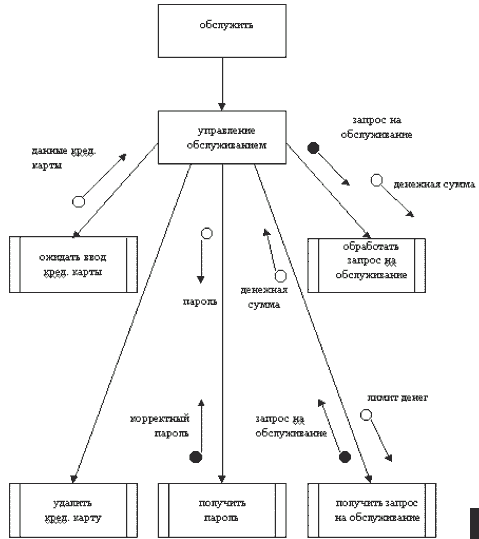 обслужить
управление
обслуживанием
запрос на
обслуживание
данные кред.
карты
денежная сумма
ожидать ввод
кред. карты
обработать
запрос на
обслуживание
пароль
денежная
сумма
лимит денег
корректный
пароль
запрос на
обслуживание
удалить
кред. карту
получить
пароль
получить запрос
на обслуживание